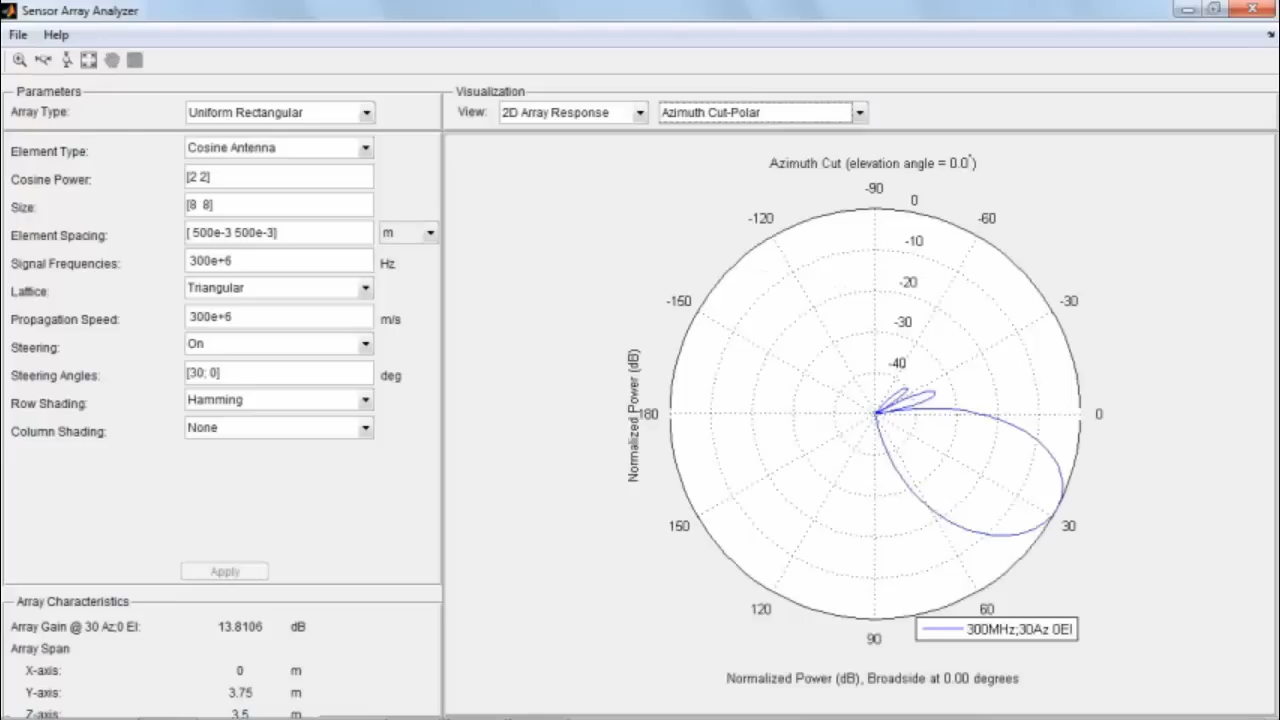 Sensor Array Analyzer
File Help
Parameters
Array Type: Uniform Rectangular
Element Type: Cosine Antenna
Cosine Power: [2 2]
Size: [8 8]
Element Spacing: [ 500e-3 500e-3] m
Signal Frequencies: 300e+6 Hz
Lattice: Triangular
Propagation Speed: 300e+6 m/s
Steering: On
Steering Angles: [30; 0] deg
Row Shading: Hamming
Column Shading: None
Apply
Array Characteristics
Array Gain @ 30 Az;0 El: 13.8106 dB
Array Span
X-axis: 0 m
Y-axis: 3.75 m
Z-axis: 3.5 m
Visualization
View: 2D Array Response Azimuth Cut-Polar
Azimuth Cut (elevation angle = 0.0°)
-90
0
-120 -60
-10
-20
-150 -30
-30
-40
Normalized Power (dB)
180 0
150 30
120 60
90
300MHz;30Az 0El
Normalized Power (dB), Broadside at 0.00 degrees